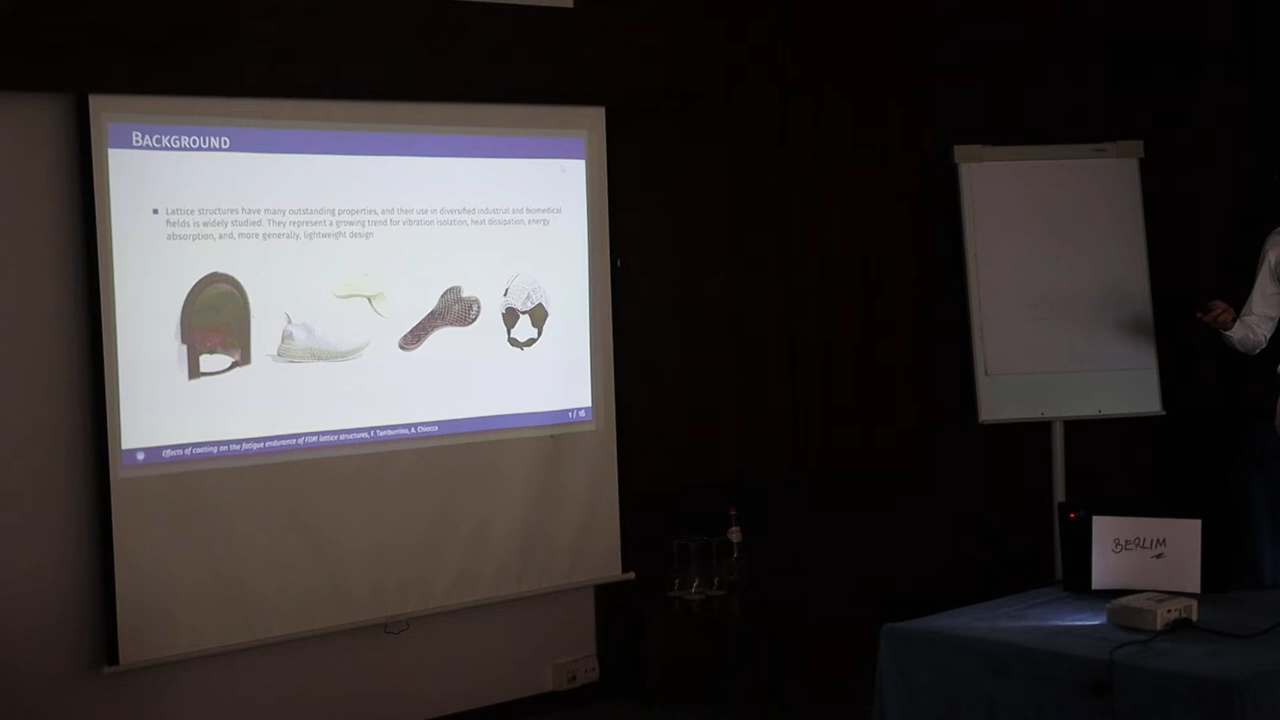 BACKGROUND
Lattice structures have many outstanding properties, and their use in diversified industrial and biomedical
fields is widely studied. They represent a growing trend for vibration isolation, heat dissipation, energy
absorption, and, more generally, lightweight design
1 / 16
Effects of coating on the fatigue endurance of FDM lattice structures, F. Tamburrino, A. Chiocca
BERLIM